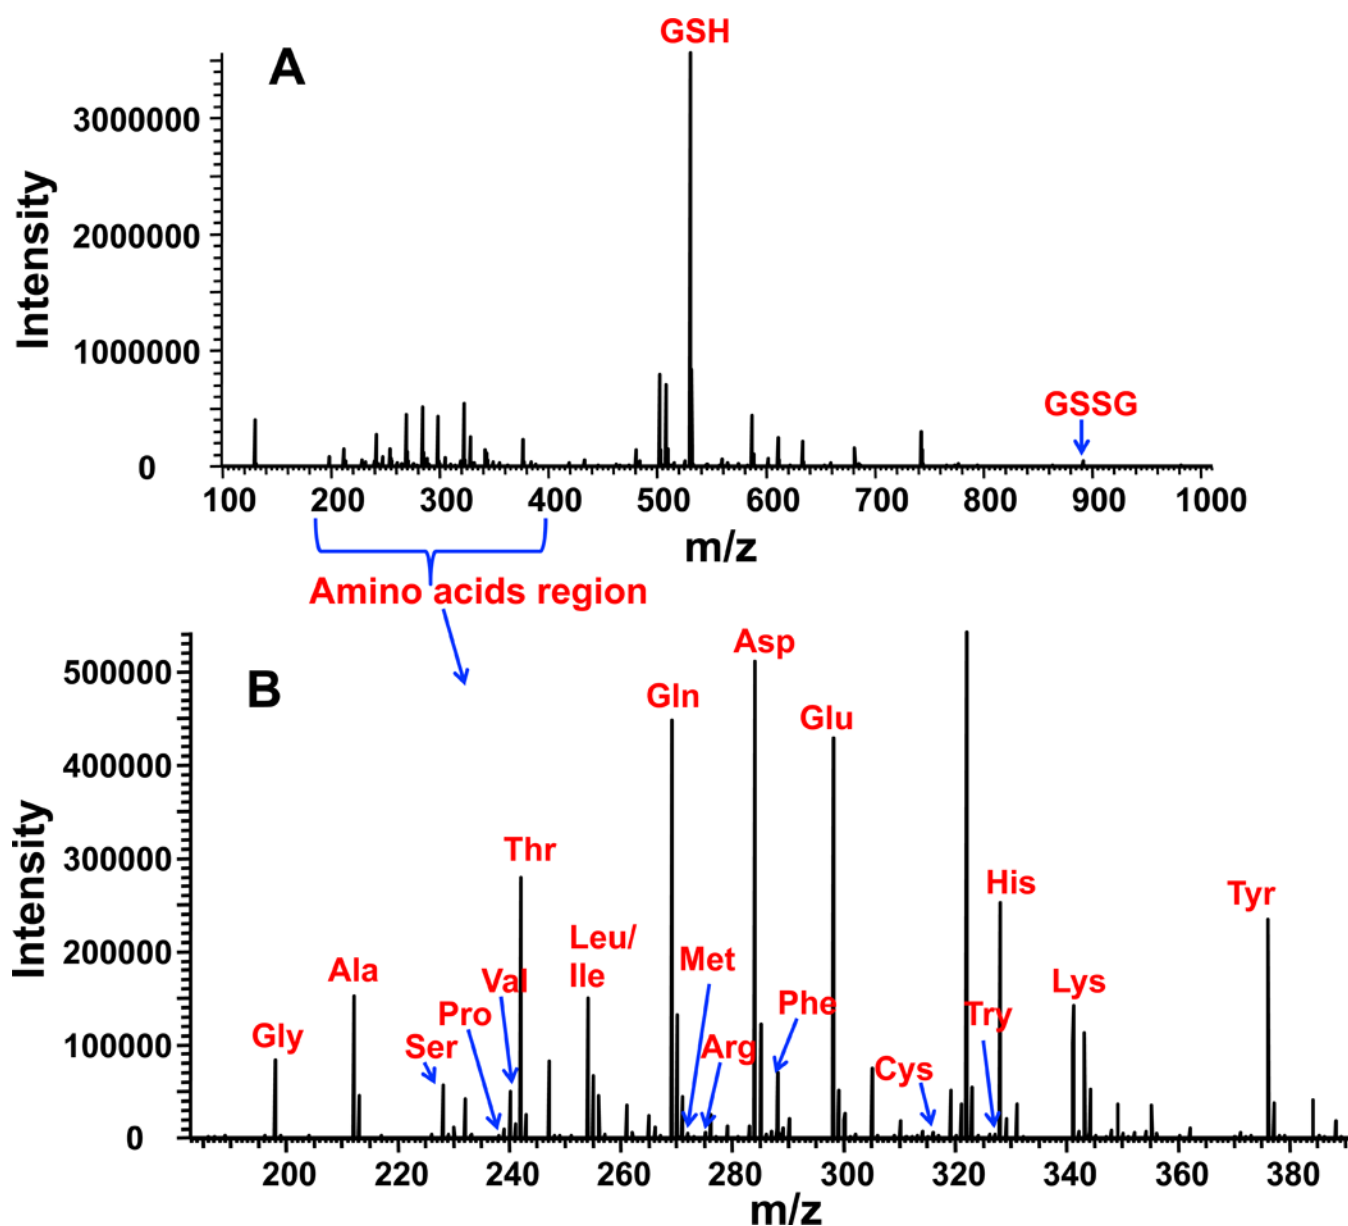 GSH
A
3000000
2000000
1000000
0
Intensity
GSSG
100 200 300 400 500 600 700 800 900 1000
m/z
Amino acids region
B
500000
400000
300000
200000
100000
0
Intensity
Asp
Gln
Glu
Thr
His
Tyr
Leu/
Ile
Met
Ala
Val
Lys
Pro
Phe
Try
Gly
Ser
Arg
Cys
200 220 240 260 280 300 320 340 360 380
m/z